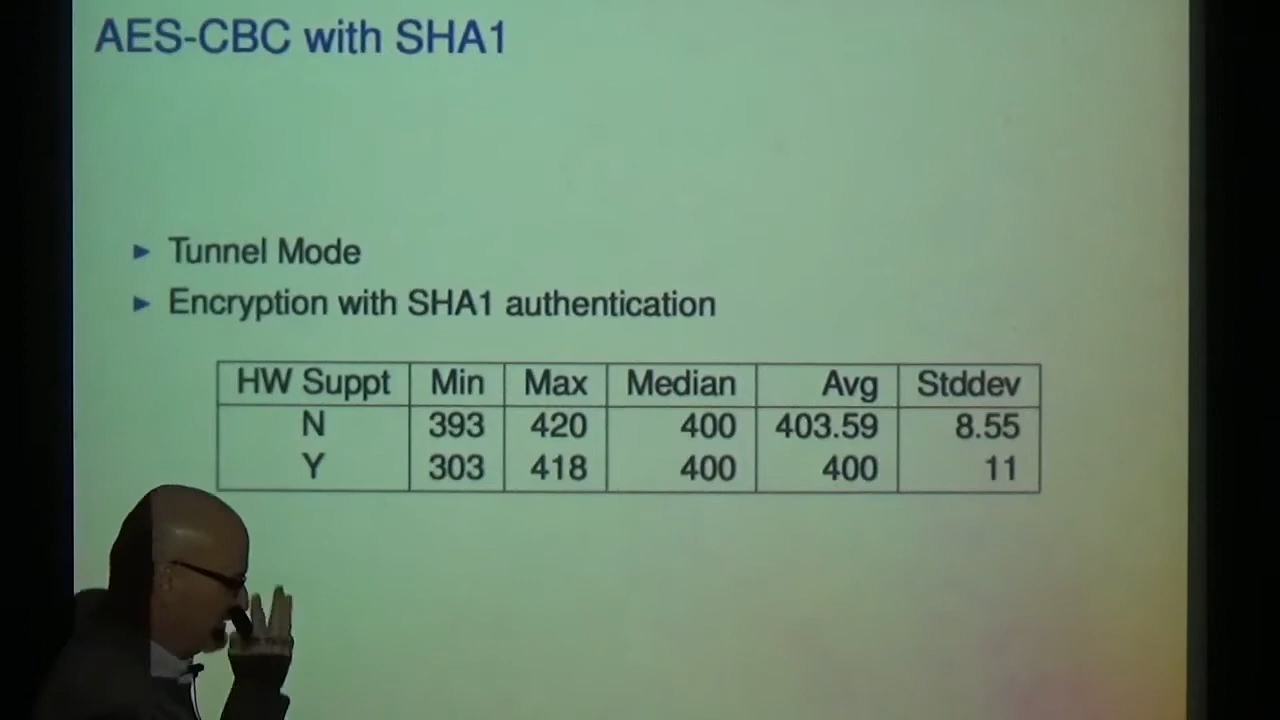 AES-CBC with SHA1
Tunnel Mode
Encryption with SHA1 authentication
HW Suppt Min Max Median Avg Stddev
N 393 420 400 403.59 8.55
Y 303 418 400 400 11